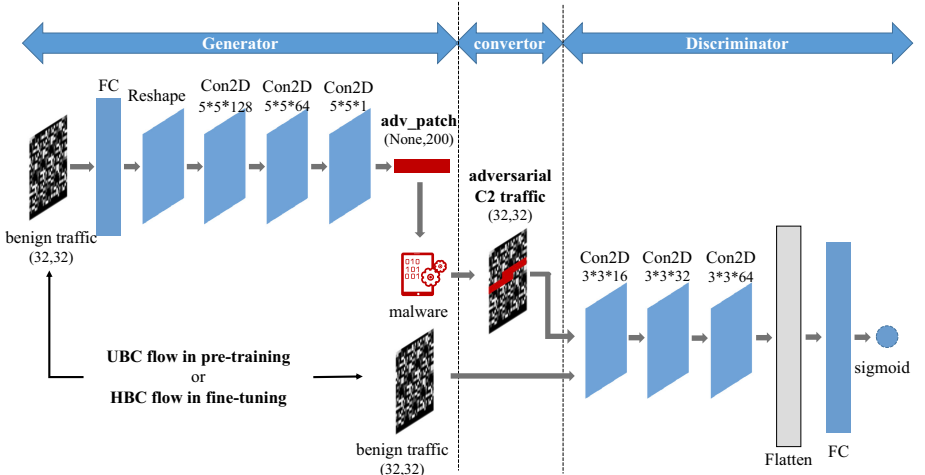 Generator
convertor
Discriminator
FC
Reshape
Con2D
5*5*128
Con2D
5*5*64
Con2D
5*5*1
adv_patch
(None,200)
benign traffic
(32,32)
010
101
001
malware
adversarial
C2 traffic
(32,32)
UBC flow in pre-training
or
HBC flow in fine-tuning
benign traffic
(32,32)
Con2D
3*3*16
Con2D
3*3*32
Con2D
3*3*64
Flatten
FC
sigmoid